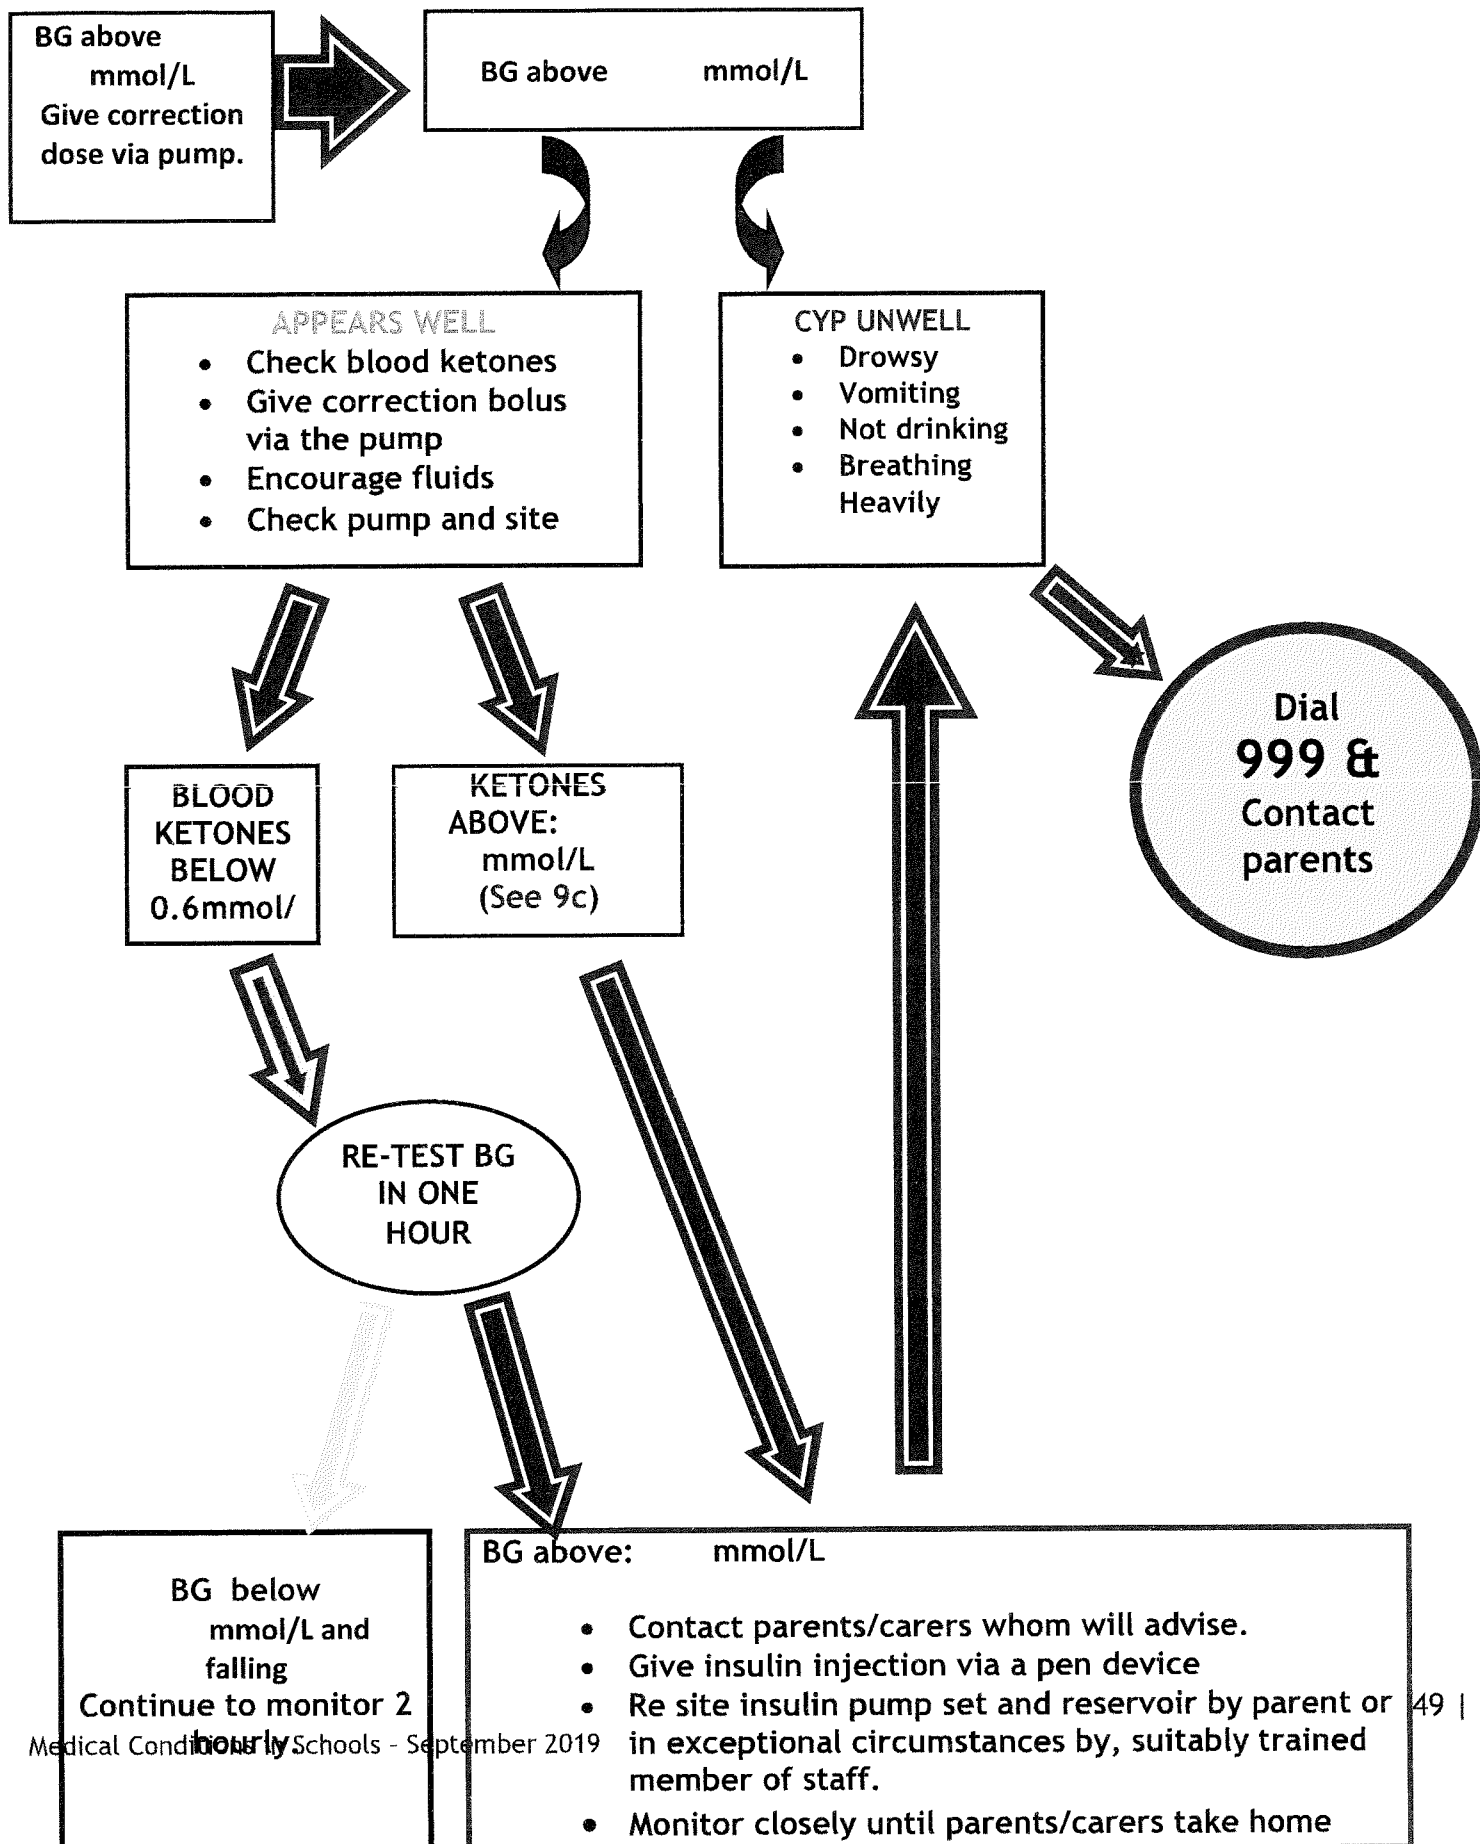 BG above
mmol/L
Give correction
dose via pump.
BG above mmol/L
APPEARS WELL
• Check blood ketones
• Give correction bolus
via the pump
• Encourage fluids
• Check pump and site
CYP UNWELL
• Drowsy
• Vomiting
• Not drinking
• Breathing
Heavily
Dial
999 &
Contact
parents
BLOOD
KETONES
BELOW
0.6mmol/
KETONES
ABOVE:
mmol/L
(See 9c)
RE-TEST BG
IN ONE
HOUR
BG below
mmol/L and
falling
Continue to monitor 2
hourly.
BG above: mmol/L
• Contact parents/carers whom will advise.
• Give insulin injection via a pen device
• Re site insulin pump set and reservoir by parent or
in exceptional circumstances by, suitably trained
member of staff.
• Monitor closely until parents/carers take home
49 |
Medical Conditions in Schools - September 2019